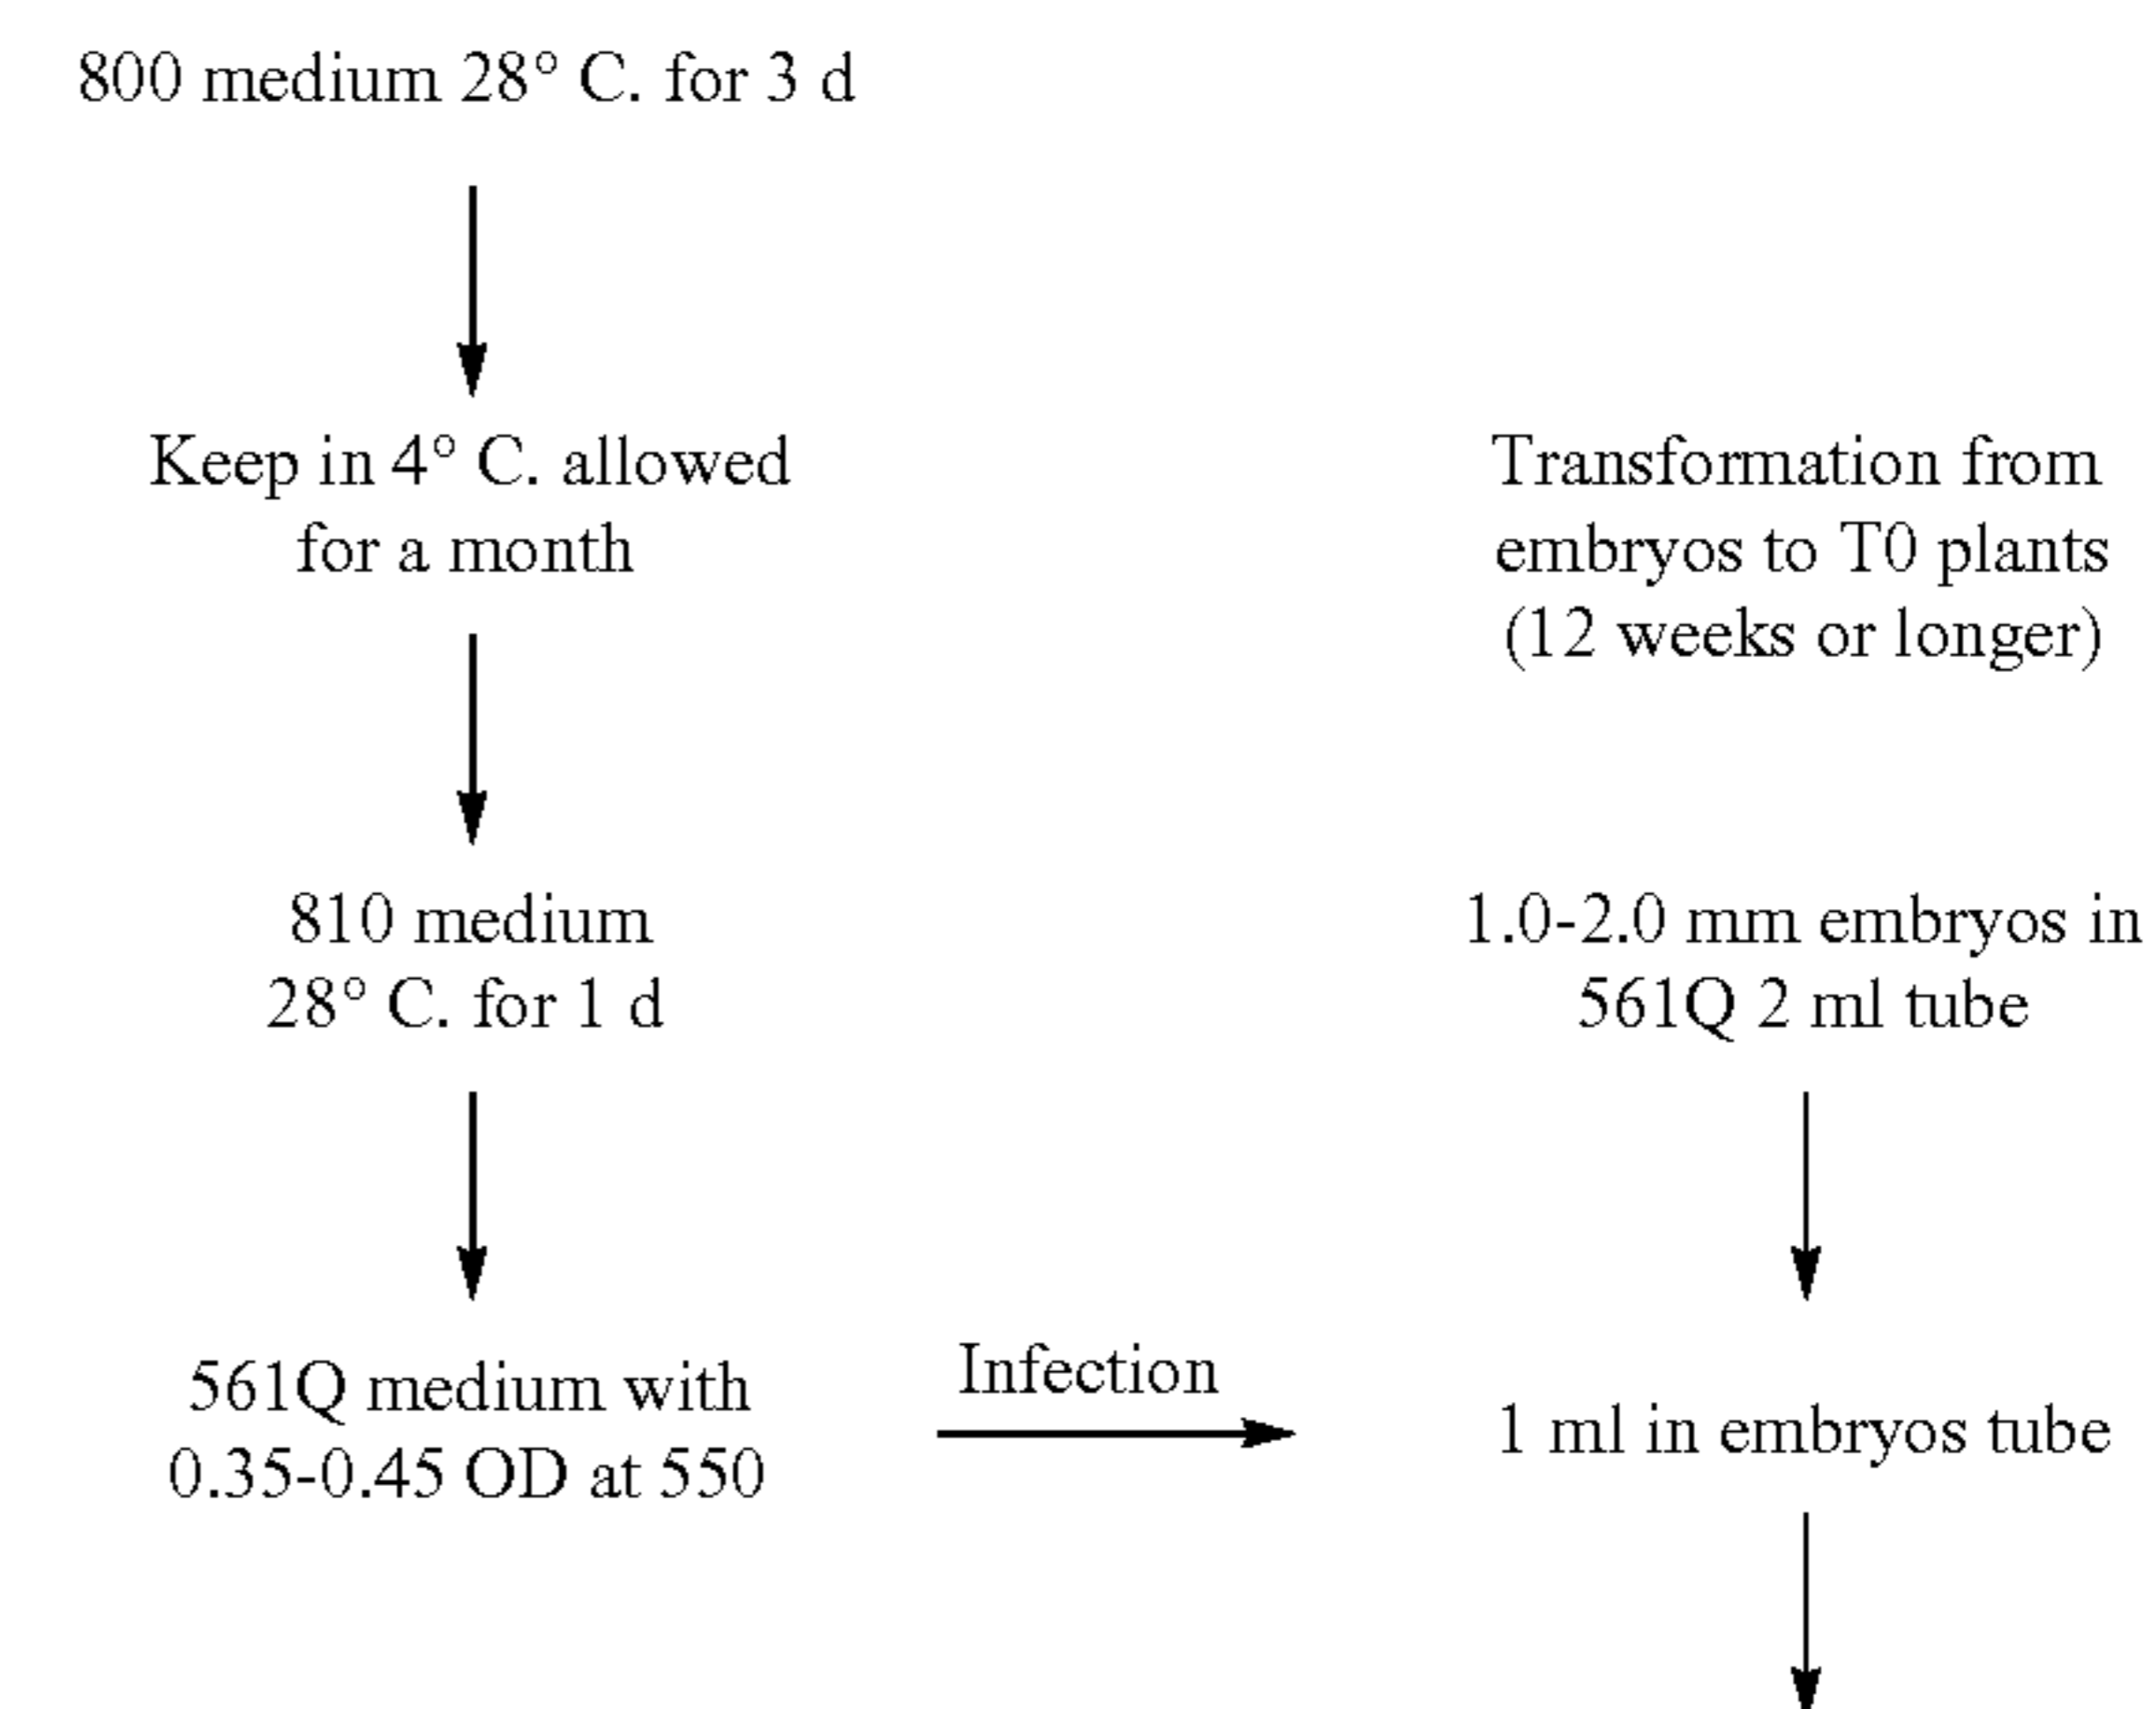 800 medium 28° C. for 3 d
Keep in 4° C. allowed
for a month
810 medium
28° C. for 1 d
561Q medium with
0.35-0.45 OD at 550
Infection
Transformation from
embryos to T0 plants
(12 weeks or longer)
1.0-2.0 mm embryos in
561Q 2 ml tube
1 ml in embryos tube